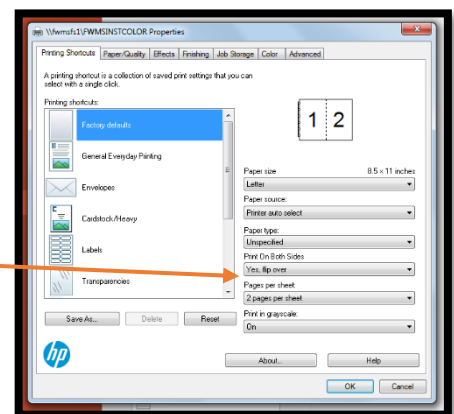 \\fwmsfs1\FWMSINSTCOLOR Properties
Printing Shortcuts Paper/Quality Effects Finishing Job Storage Color Advanced
A printing shortcut is a collection of saved print settings that you can
select with a single click.
Printing shortcuts:
Factory defaults
General Everyday Printing
Envelopes
Cardstock/Heavy
Labels
Transparencies
Save As... Delete Reset
1 2
Paper size 8.5 × 11 inches
Letter
Paper source:
Printer auto select
Paper type:
Unspecified
Print On Both Sides
Yes, flip over
Pages per sheet:
2 pages per sheet
Print in grayscale:
On
hp
About... Help
OK Cancel